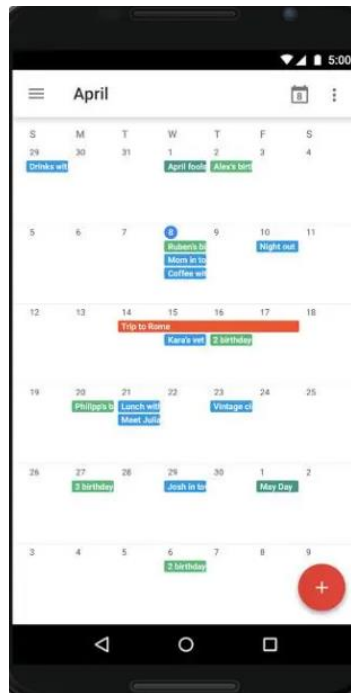 5:00
April 8
S M T W T F S
29 30 31 1 2 3 4
Drinks wit April fools Alex's birt
5 6 7 8 9 10 11
Ruben's bi Night out
Mom in to
Coffee wit
12 13 14 15 16 17 18
Trip to Rome
Kara's vet 2 birthday
19 20 21 22 23 24 25
Philipp's b Lunch with Vintage ci
Meet Julia
26 27 28 29 30 1 2
3 birthday Josh in to May Day
3 4 5 6 7 8 9
2 birthday